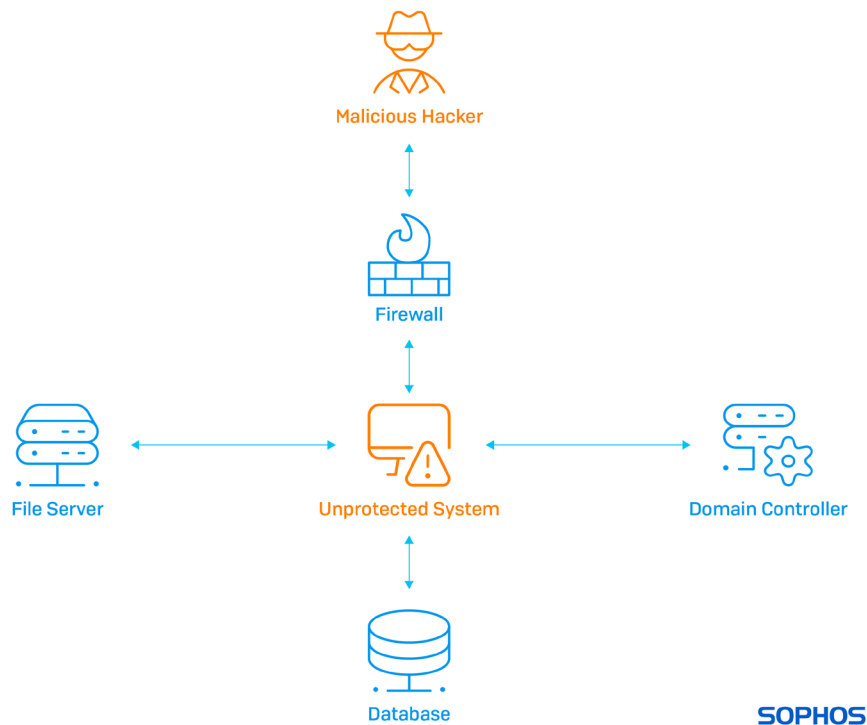 Malicious Hacker
Firewall
File Server
Unprotected System
Domain Controller
Database
SOPHOS